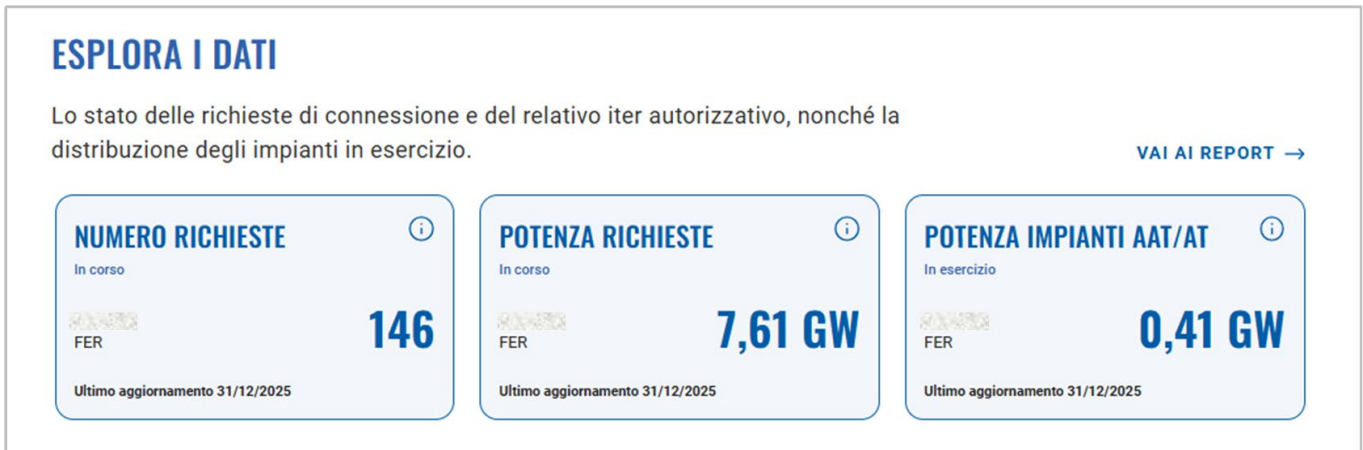 ESPLORA I DATI
Lo stato delle richieste di connessione e del relativo iter autorizzativo, nonché la
distribuzione degli impianti in esercizio.
VAI AI REPORT →
NUMERO RICHIESTE
In corso
FER
146
Ultimo aggiornamento 31/12/2025
POTENZA RICHIESTE
In corso
FER
7,61 GW
Ultimo aggiornamento 31/12/2025
POTENZA IMPIANTI AAT/AT
In esercizio
FER
0,41 GW
Ultimo aggiornamento 31/12/2025